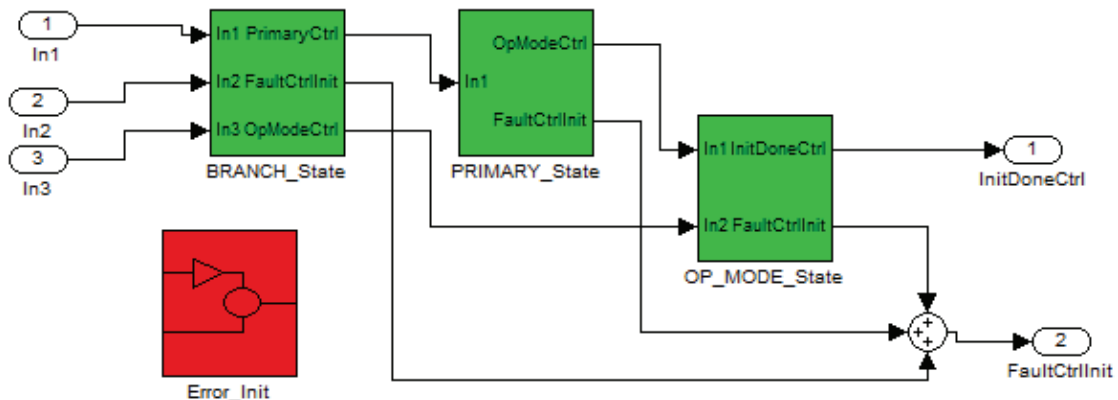 1
In1
2
In2
3
In3
In1 PrimaryCtrl
In2 FaultCtrlInit
In3 OpModeCtrl
BRANCH_State
OpModeCtrl
In1
FaultCtrlInit
PRIMARY_State
In1 InitDoneCtrl
In2 FaultCtrlInit
OP_MODE_State
1
InitDoneCtrl
+
+
+
2
FaultCtrlInit
Error_Init